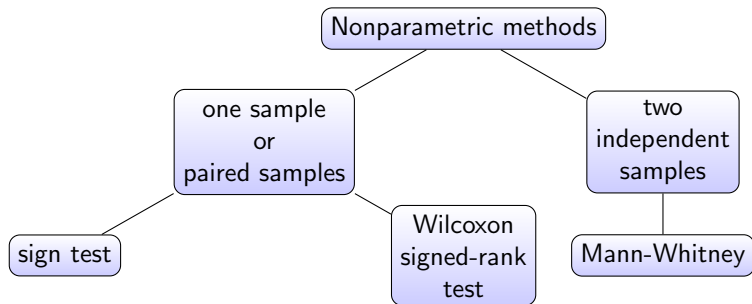 Nonparametric methods
one sample
or
paired samples
two
independent
samples
sign test
Wilcoxon
signed-rank
test
Mann-Whitney